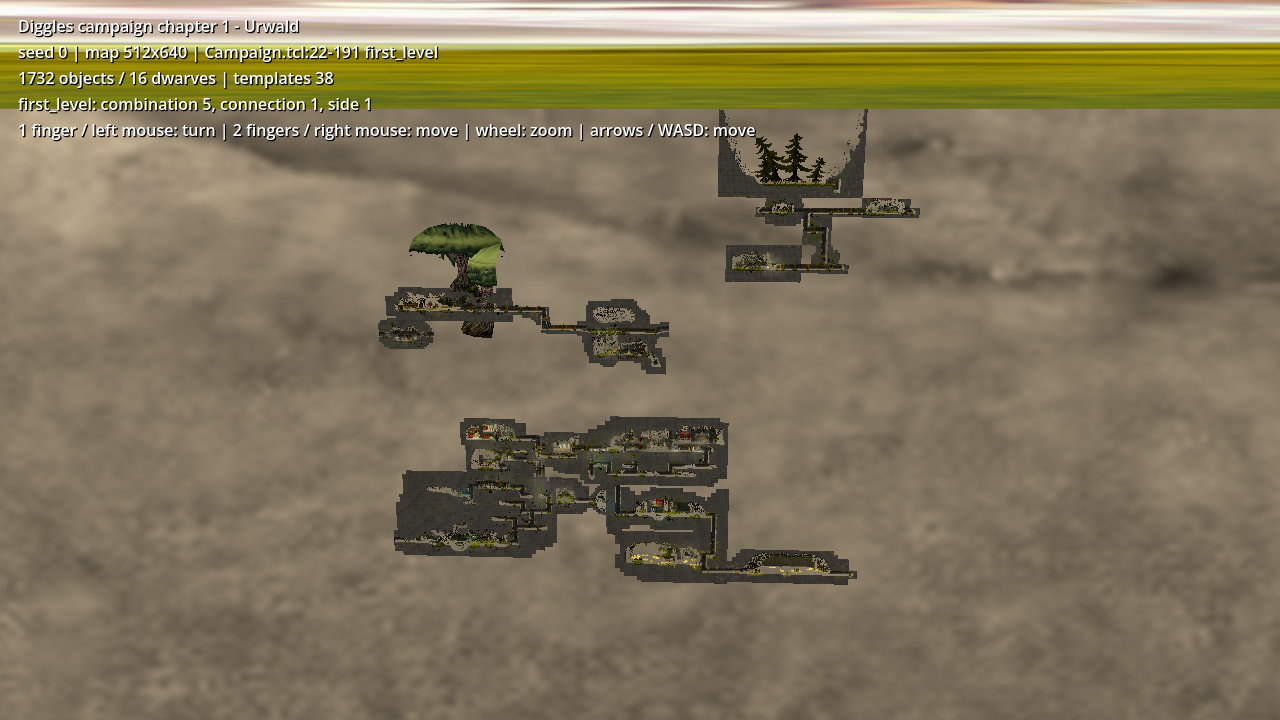 Diggles campaign chapter 1 - Urwald
seed 0 | map 512x640 | Campaign.tcl:22-191 first_level
1732 objects / 16 dwarves | templates 38
first_level: combination 5, connection 1, side 1
1 finger / left mouse: turn | 2 fingers / right mouse: move | wheel: zoom | arrows / WASD: move